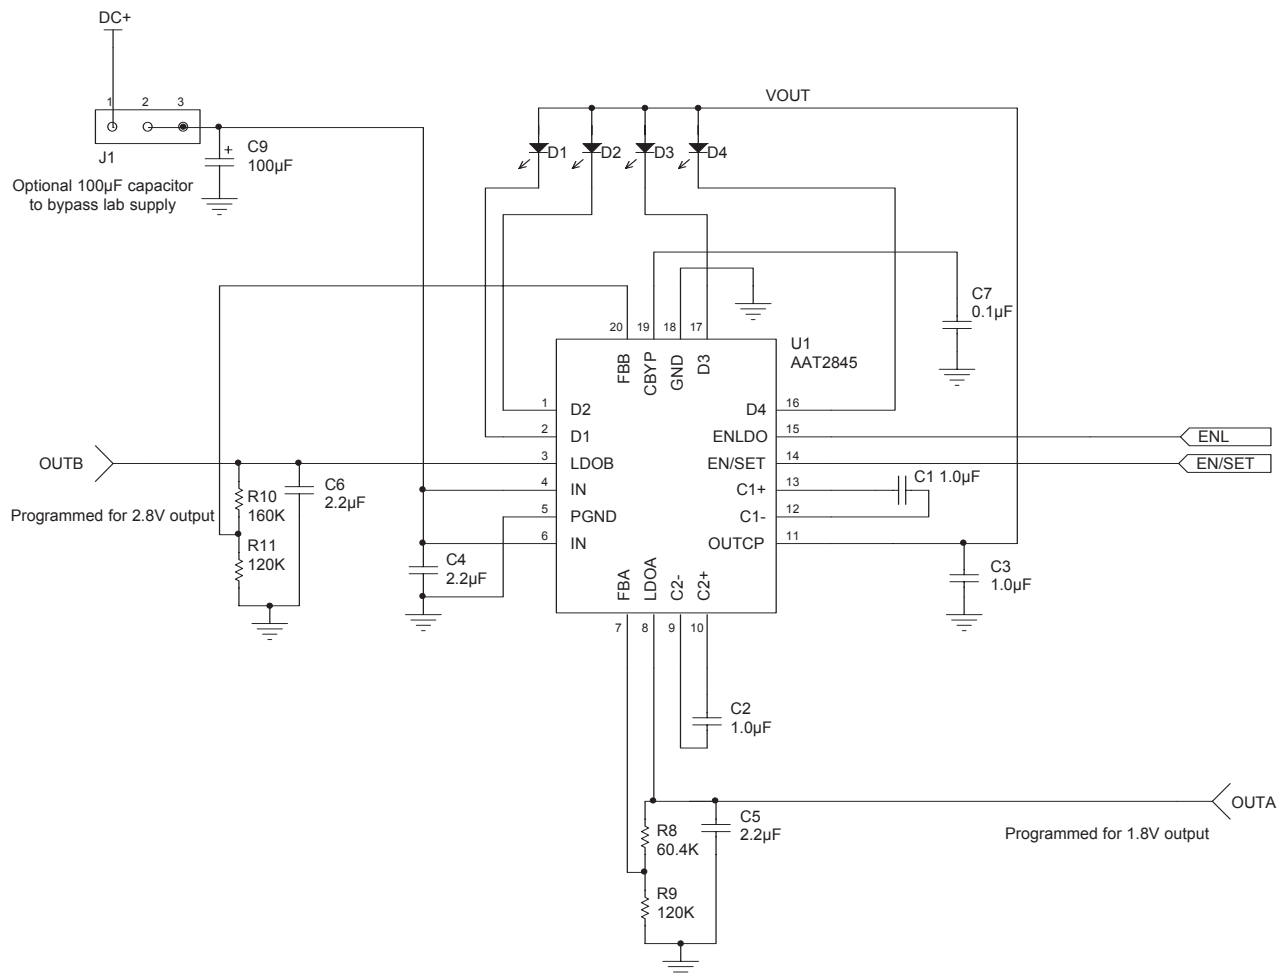 DC+
1 2 3
J1
C9
100µF
+
Optional 100µF capacitor
to bypass lab supply
VOUT
D1
D2
D3
D4
C7
0.1µF
U1
AAT2845
20 19 18 17
FBB
CBYP
GND
D3
1 D2
2 D1
3 LDOB
4 IN
5 PGND
6 IN
D4 16
ENLDO 15
EN/SET 14
C1+ 13
C1- 12
OUTCP 11
FBA
LDOA
C2-
C2+
7 8 9 10
ENL
EN/SET
C1 1.0µF
C3
1.0µF
OUTB
Programmed for 2.8V output
R10
160K
R11
120K
C6
2.2µF
C4
2.2µF
C2
1.0µF
R8
60.4K
R9
120K
C5
2.2µF
OUTA
Programmed for 1.8V output